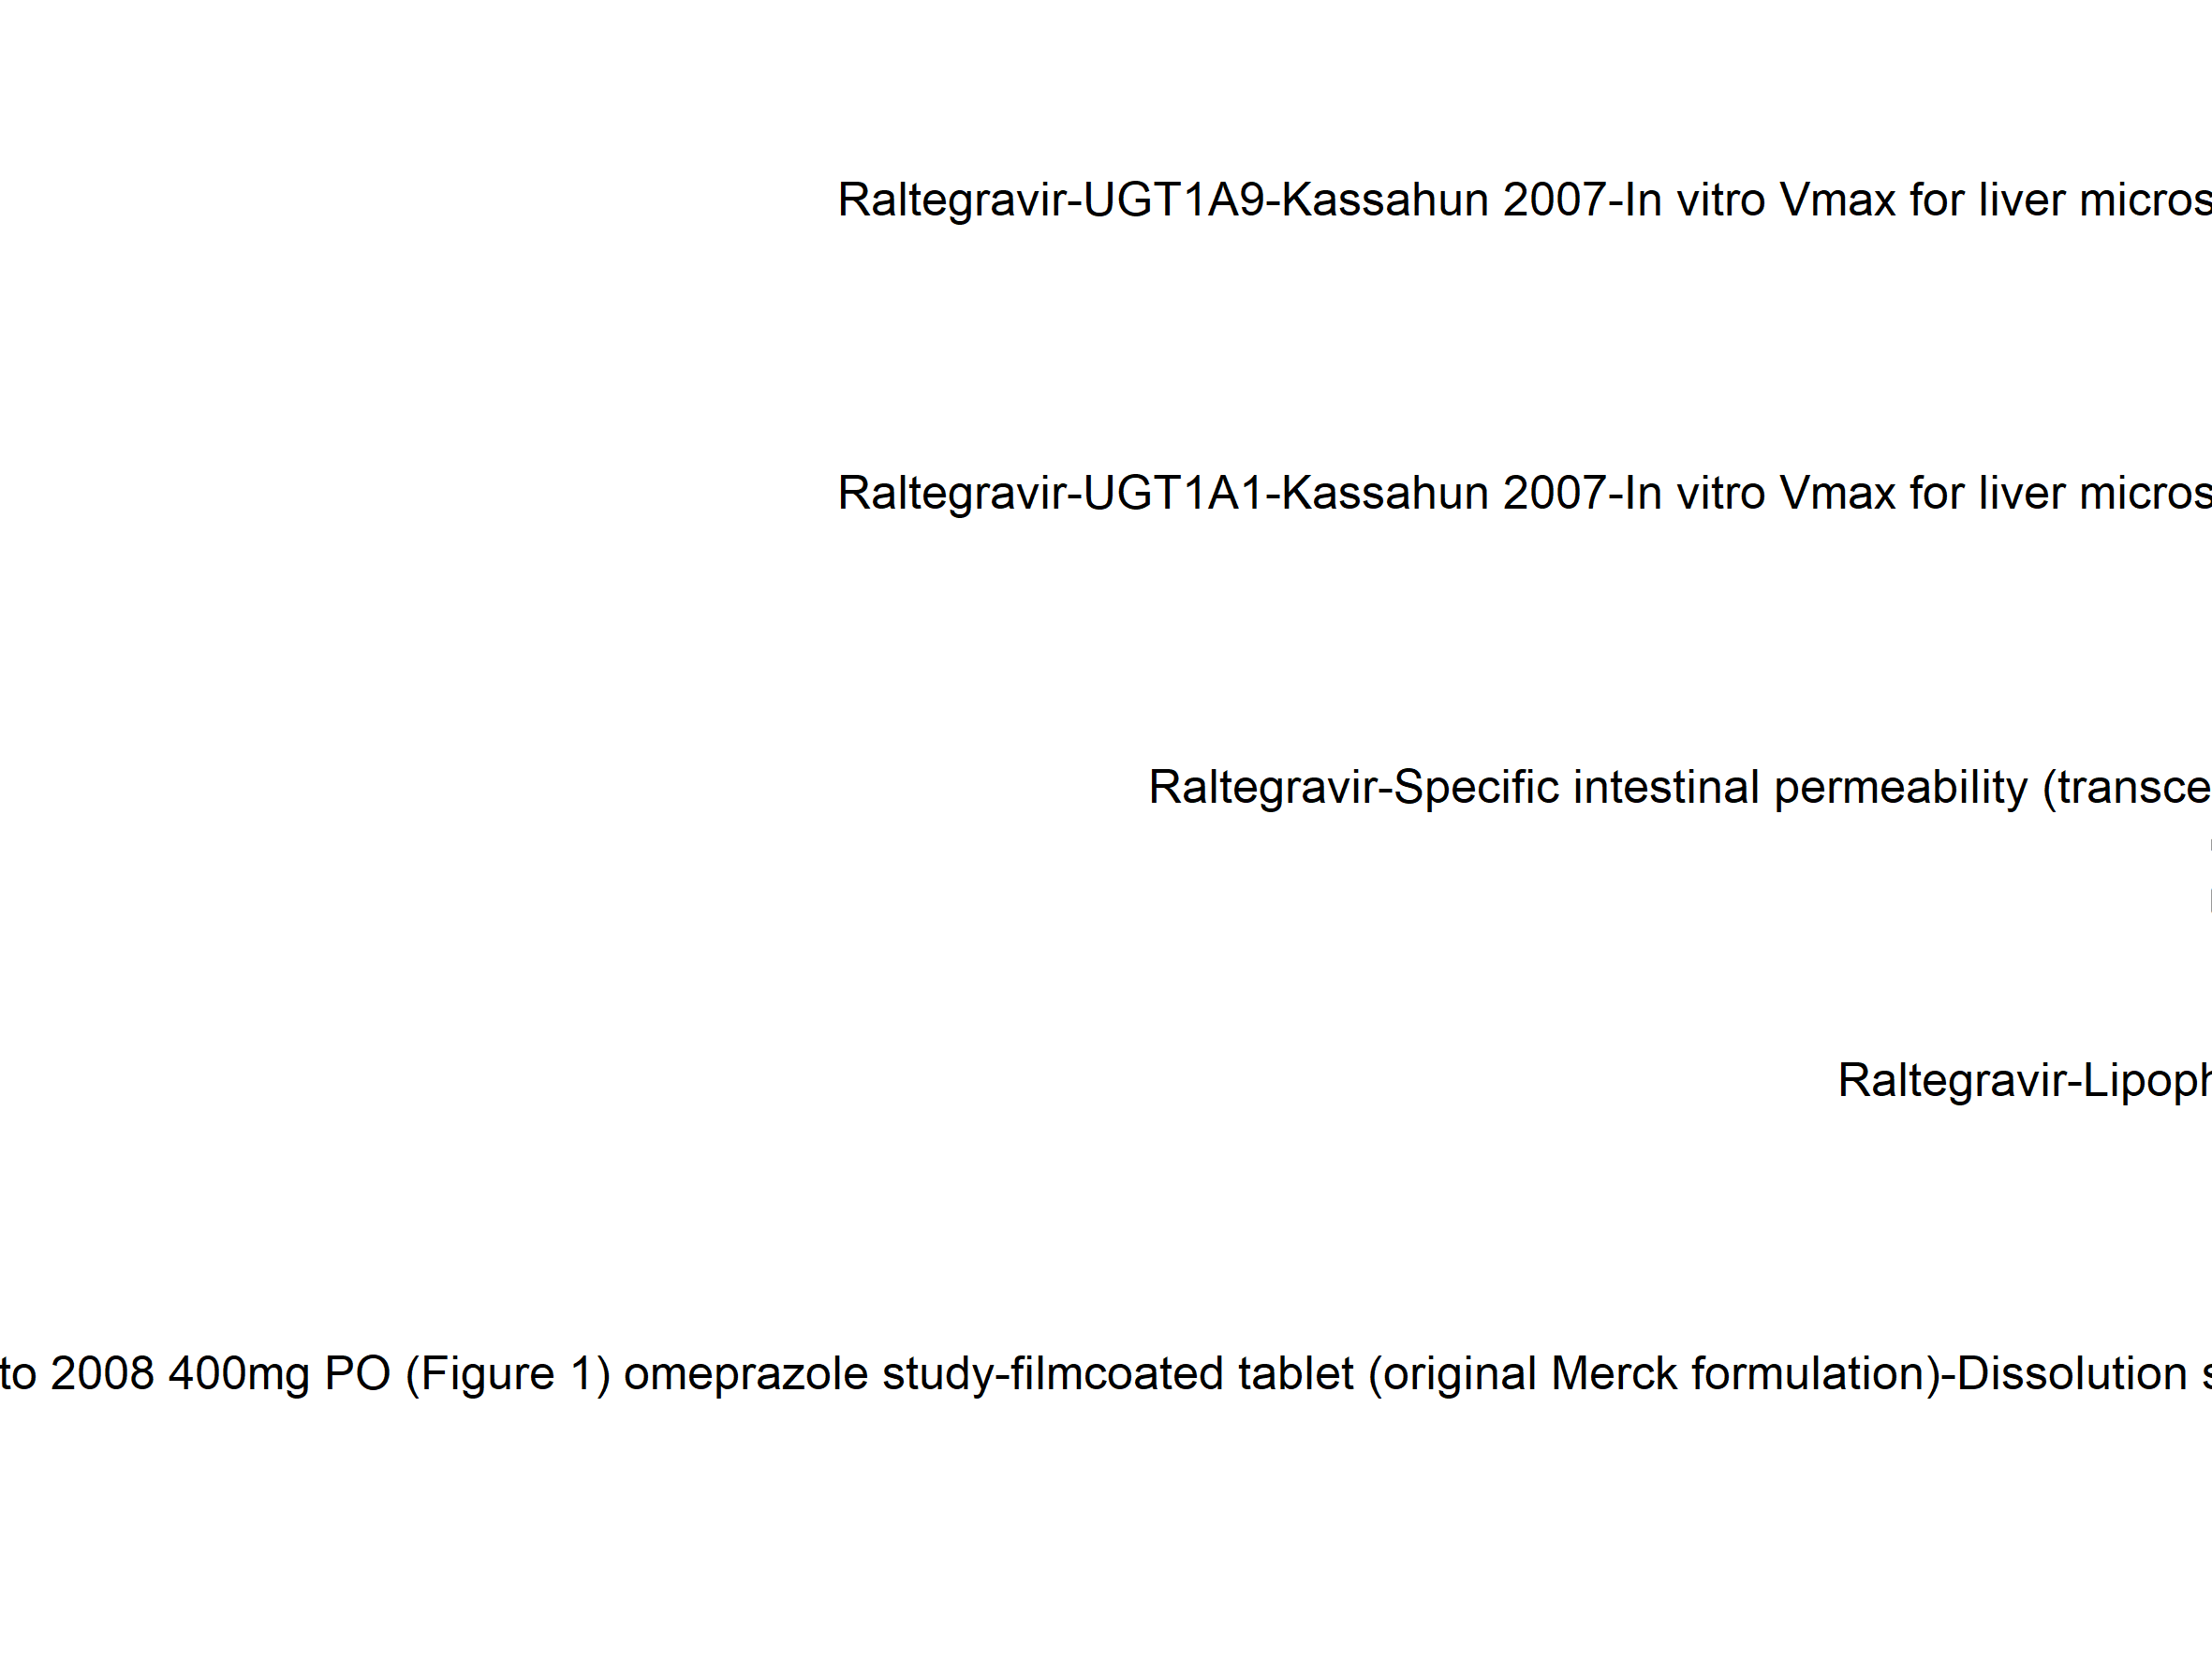 Raltegravir-UGT1A9-Kassahun 2007-In vitro Vmax for liver micros
Raltegravir-UGT1A1-Kassahun 2007-In vitro Vmax for liver micros
Raltegravir-Specific intestinal permeability (transce
Raltegravir-Lipoph
to 2008 400mg PO (Figure 1) omeprazole study-filmcoated tablet (original Merck formulation)-Dissolution s